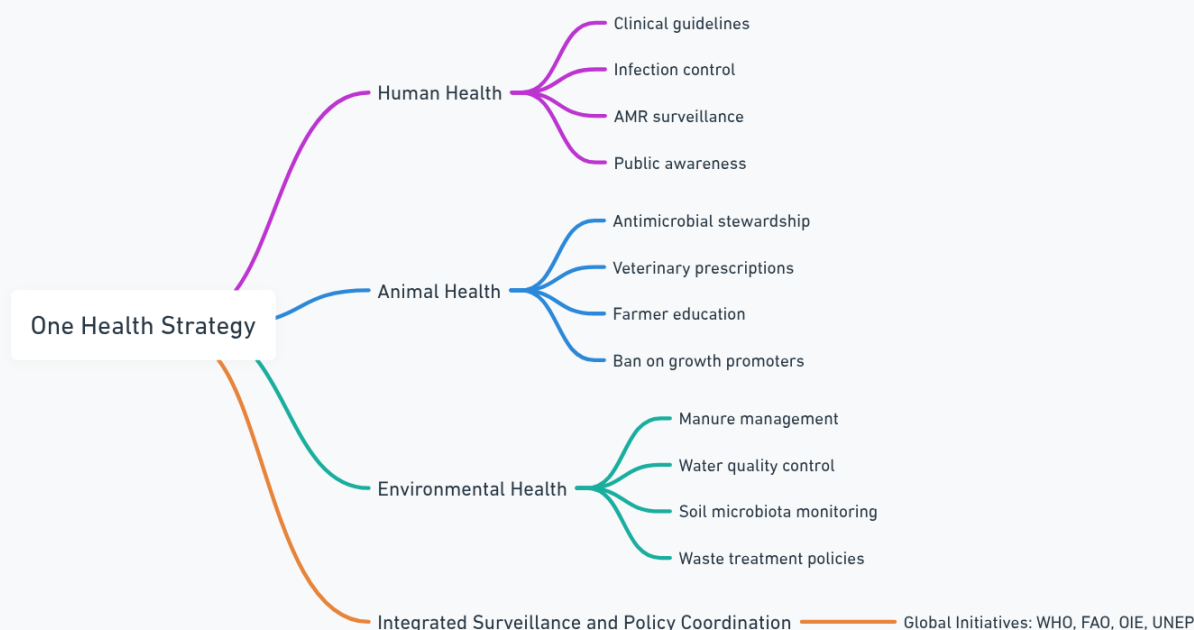 One Health Strategy
Human Health
Clinical guidelines
Infection control
AMR surveillance
Public awareness
Animal Health
Antimicrobial stewardship
Veterinary prescriptions
Farmer education
Ban on growth promoters
Environmental Health
Manure management
Water quality control
Soil microbiota monitoring
Waste treatment policies
Integrated Surveillance and Policy Coordination
Global Initiatives: WHO, FAO, OIE, UNEP